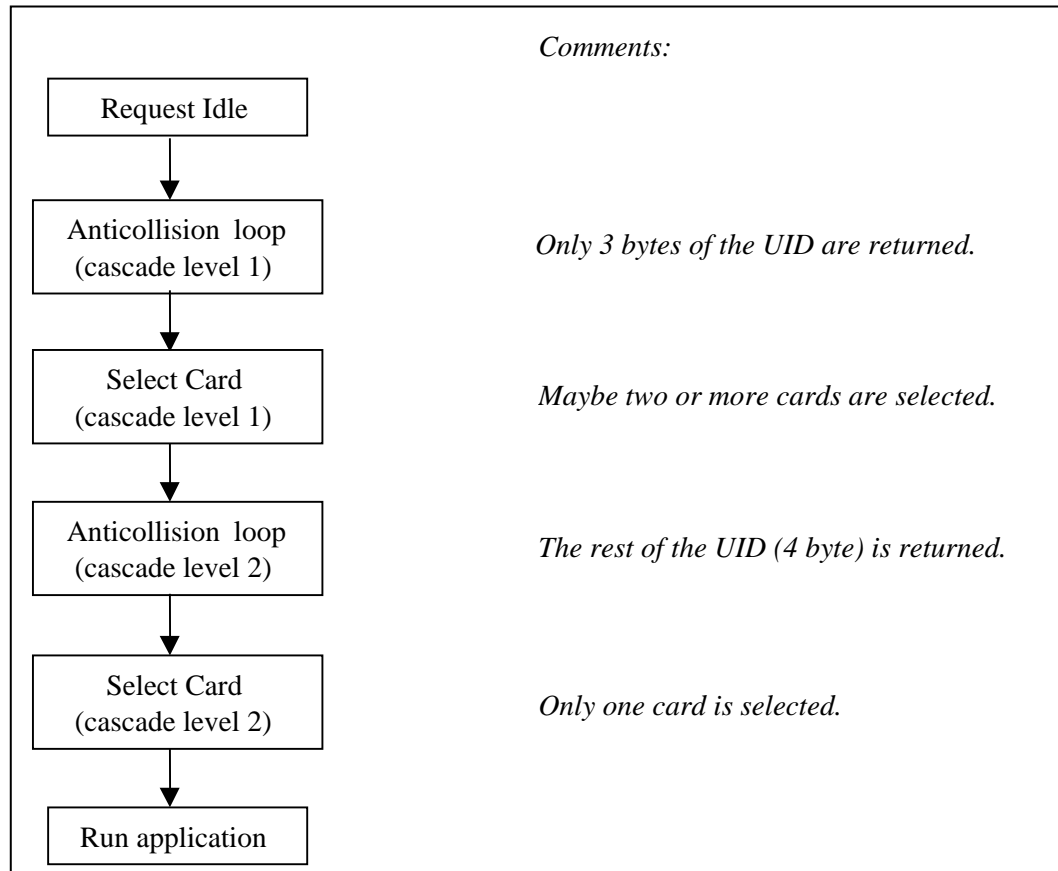 Comments:
Request Idle
Anticollision loop
(cascade level 1)
Only 3 bytes of the UID are returned.
Select Card
(cascade level 1)
Maybe two or more cards are selected.
Anticollision loop
(cascade level 2)
The rest of the UID (4 byte) is returned.
Select Card
(cascade level 2)
Only one card is selected.
Run application